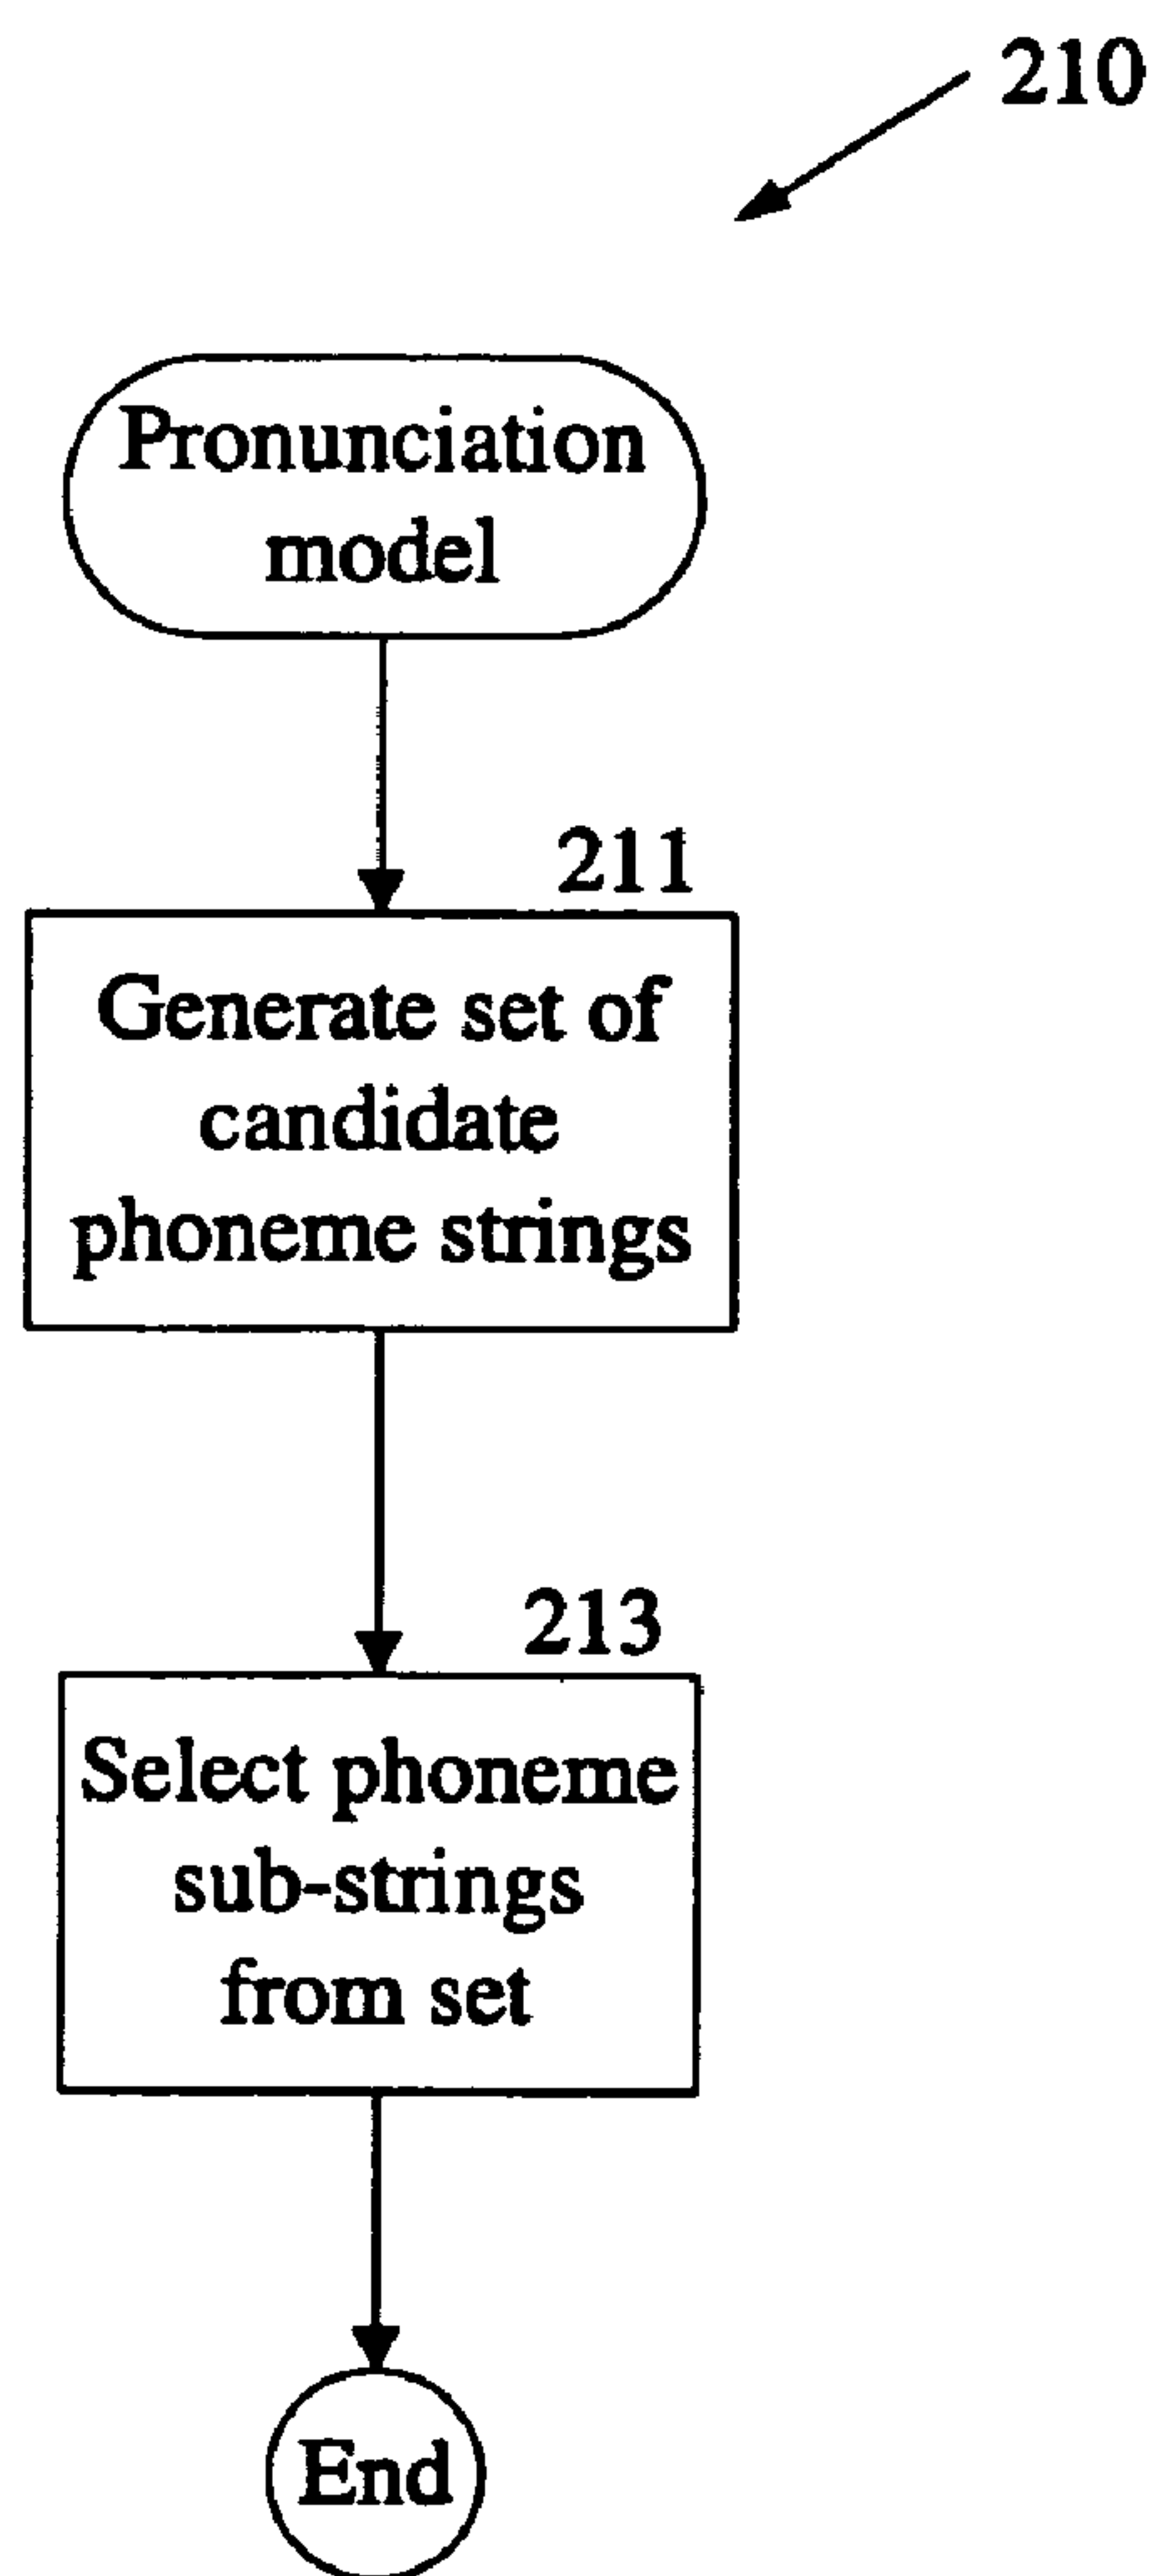 210
Pronunciation
model
211
Generate set of
candidate
phoneme strings
213
Select phoneme
sub-strings
from set
End